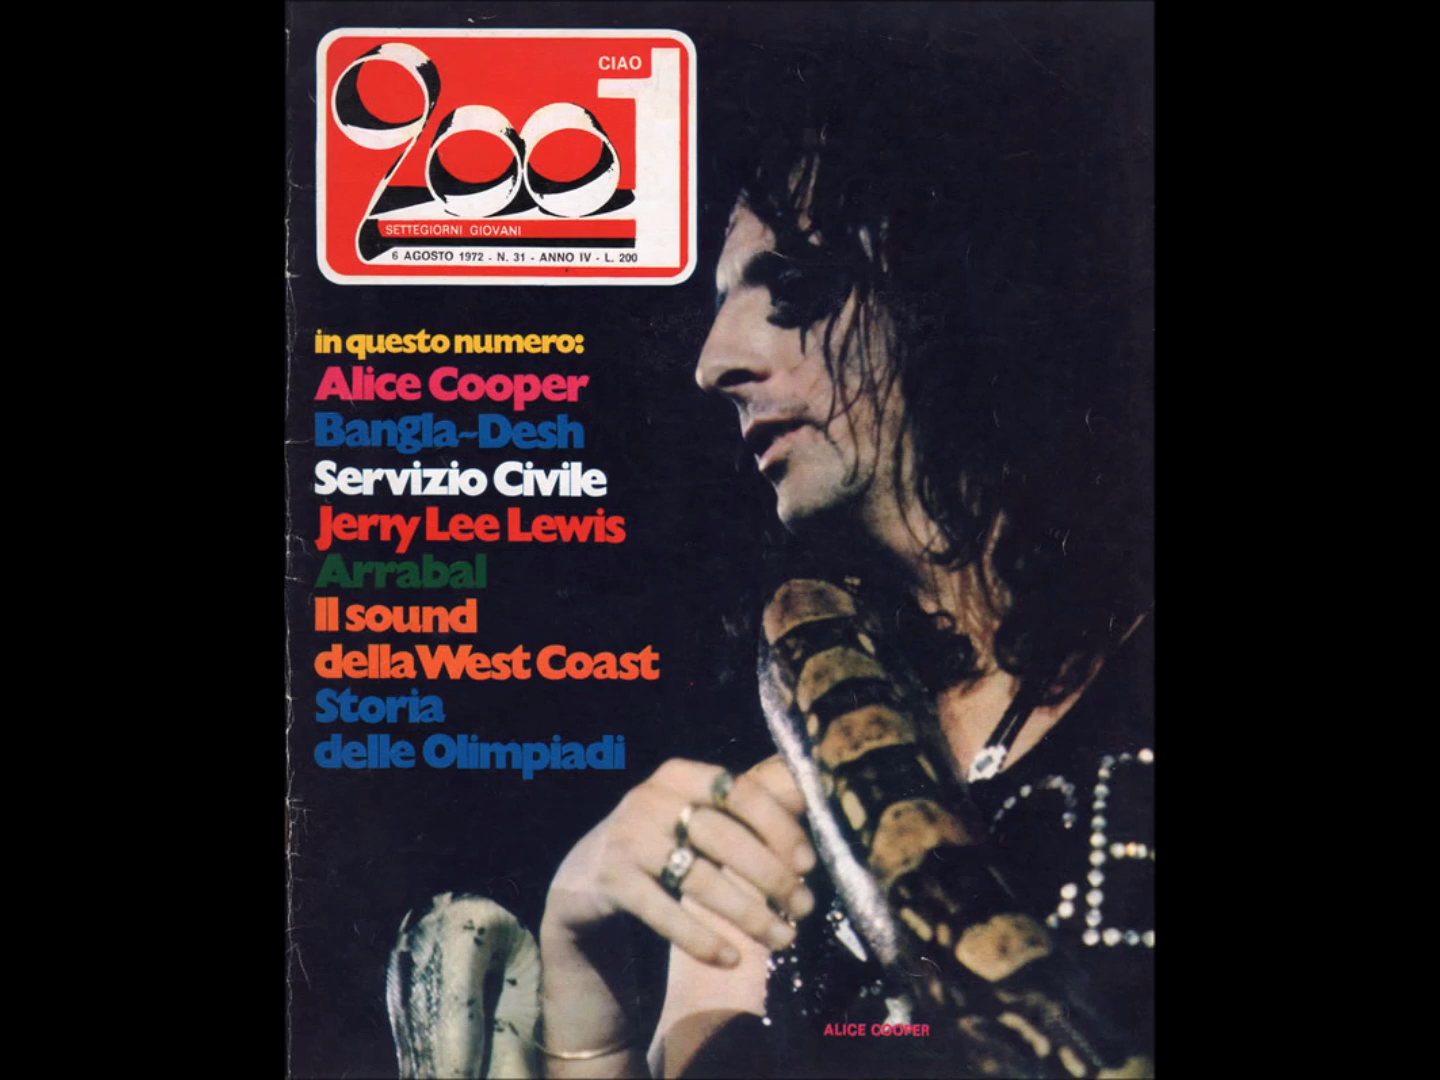 CIAO
2001
SETTEGIORNI GIOVANI
6 AGOSTO 1972 - N. 31 - ANNO IV - L. 200
in questo numero:
Alice Cooper
Bangla-Desh
Servizio Civile
Jerry Lee Lewis
Arrabal
Il sound
della West Coast
Storia
delle Olimpiadi
ALICE COOPER